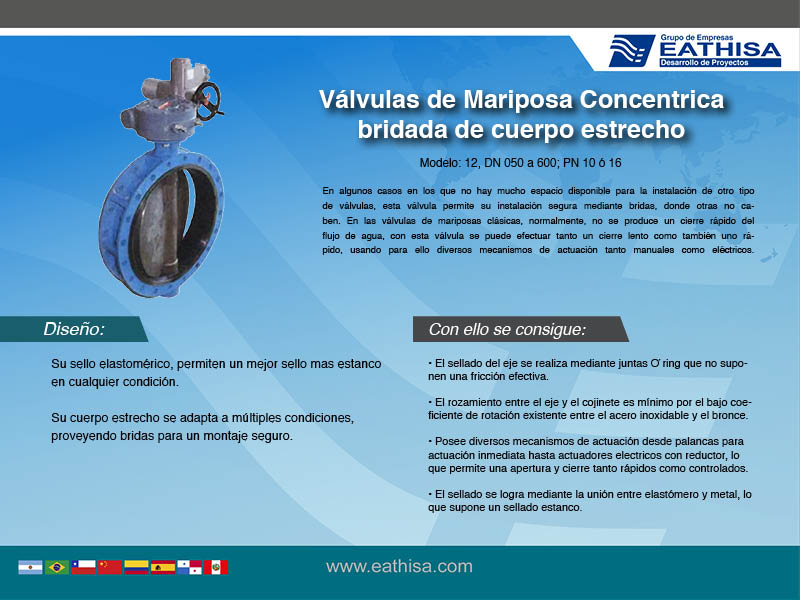 Grupo de Empresas
EATHISA
Desarrollo de Proyectos
Válvulas de Mariposa Concentrica
bridada de cuerpo estrecho
Modelo: 12, DN 050 a 600; PN 10 ó 16
En algunos casos en los que no hay mucho espacio disponible para la instalación de otro tipo
de válvulas, esta válvula permite su instalación segura mediante bridas, donde otras no ca-
ben. En las válvulas de mariposas clásicas, normalmente, no se produce un cierre rápido del
flujo de agua, con esta válvula se puede efectuar tanto un cierre lento como también uno rá-
pido, usando para ello diversos mecanismos de actuación tanto manuales como eléctricos.
Diseño:
Su sello elastomérico, permiten un mejor sello mas estanco
en cualquier condición.
Su cuerpo estrecho se adapta a múltiples condiciones,
proveyendo bridas para un montaje seguro.
Con ello se consigue:
· El sellado del eje se realiza mediante juntas O´ring que no supo-
nen una fricción efectiva.
· El rozamiento entre el eje y el cojinete es mínimo por el bajo coe-
ficiente de rotación existente entre el acero inoxidable y el bronce.
· Posee diversos mecanismos de actuación desde palancas para
actuación inmediata hasta actuadores electricos con reductor, lo
que permite una apertura y cierre tanto rápidos como controlados.
· El sellado se logra mediante la unión entre elastómero y metal, lo
que supone un sellado estanco.
www.eathisa.com